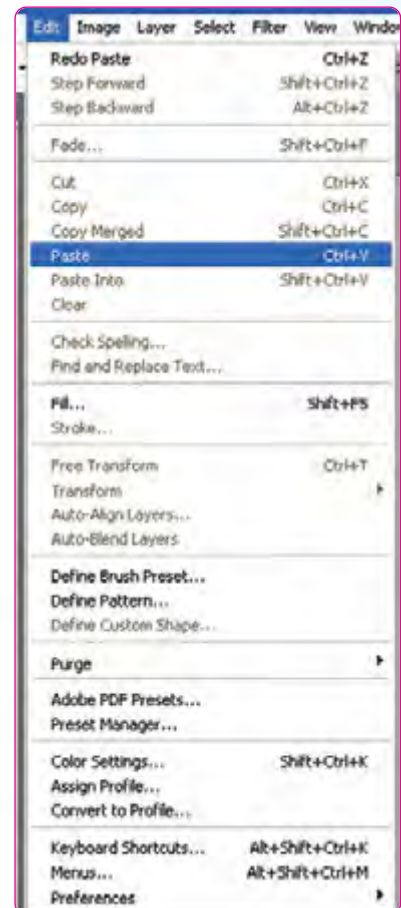 Edit Image Layer Select Filter View Window
Redo Paste Ctrl+Z
Step Forward Shift+Ctrl+Z
Step Backward Alt+Ctrl+Z
Fade... Shift+Ctrl+F
Cut Ctrl+X
Copy Ctrl+C
Copy Merged Shift+Ctrl+C
Paste Ctrl+V
Paste Into Shift+Ctrl+V
Clear
Check Spelling...
Find and Replace Text...
Fill... Shift+F5
Stroke...
Free Transform Ctrl+T
Transform
Auto-Align Layers...
Auto-Blend Layers
Define Brush Preset...
Define Pattern...
Define Custom Shape...
Purge
Adobe PDF Presets...
Preset Manager...
Color Settings... Shift+Ctrl+K
Assign Profile...
Convert to Profile...
Keyboard Shortcuts... Alt+Shift+Ctrl+K
Menus... Alt+Shift+Ctrl+M
Preferences